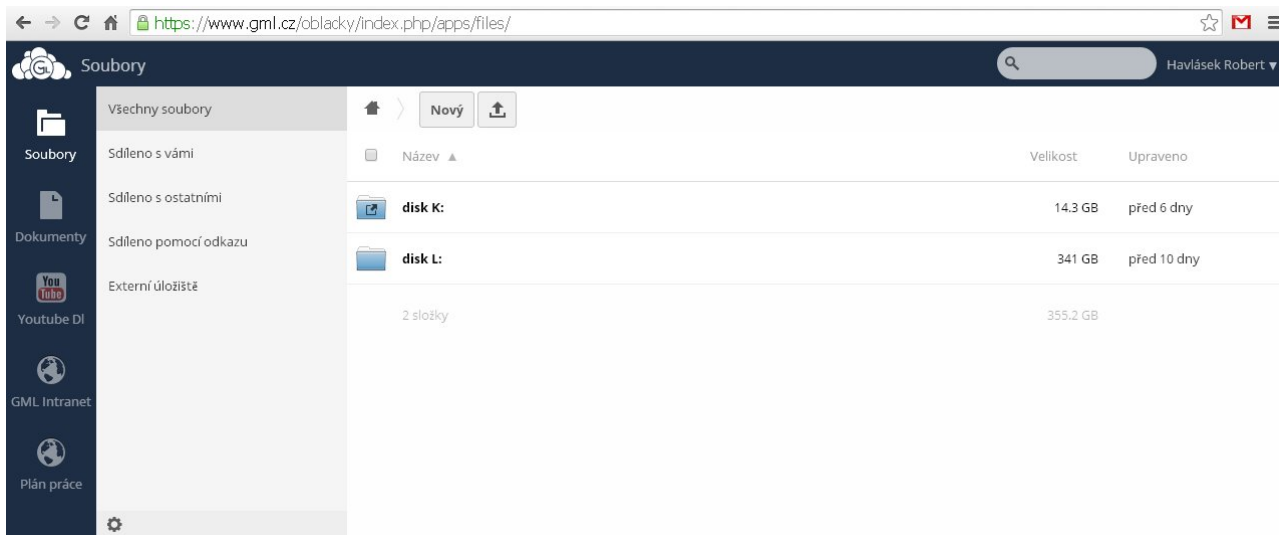 https://www.gml.cz/oblacky/index.php/apps/files/
GL
Soubory
Havlásek Robert ▼
Soubory
Dokumenty
You
Tube
Youtube Dl
GML Intranet
Plán práce
Všechny soubory
Sdíleno s vámi
Sdíleno s ostatními
Sdíleno pomocí odkazu
Externí úložiště
Nový
Název ▲ Velikost Upraveno
disk K: 14.3 GB před 6 dny
disk L: 341 GB před 10 dny
2 složky 355.2 GB